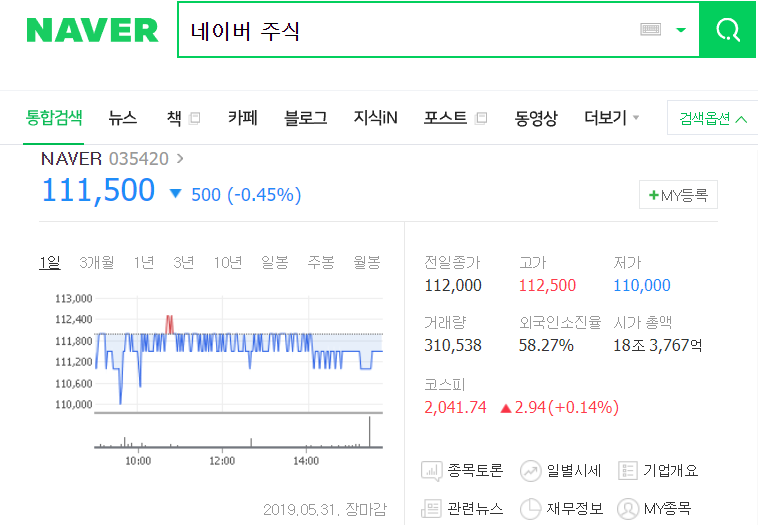 NAVER 네이버 주식
통합검색 뉴스 책 카페 블로그 지식iN 포스트 동영상 더보기 검색옵션
NAVER 035420
111,500 ▼ 500 (-0.45%)
+MY등록
1일 3개월 1년 3년 10년 일봉 주봉 월봉
113,000
112,400
111,800
111,200
110,600
110,000
10:00 12:00 14:00
2019.05.31. 장마감
전일종가 고가 저가
112,000 112,500 110,000
거래량 외국인소진율 시가 총액
310,538 58.27% 18조 3,767억
코스피
2,041.74 ▲2.94(+0.14%)
종목토론 일별시세 기업개요
관련뉴스 재무정보 MY종목